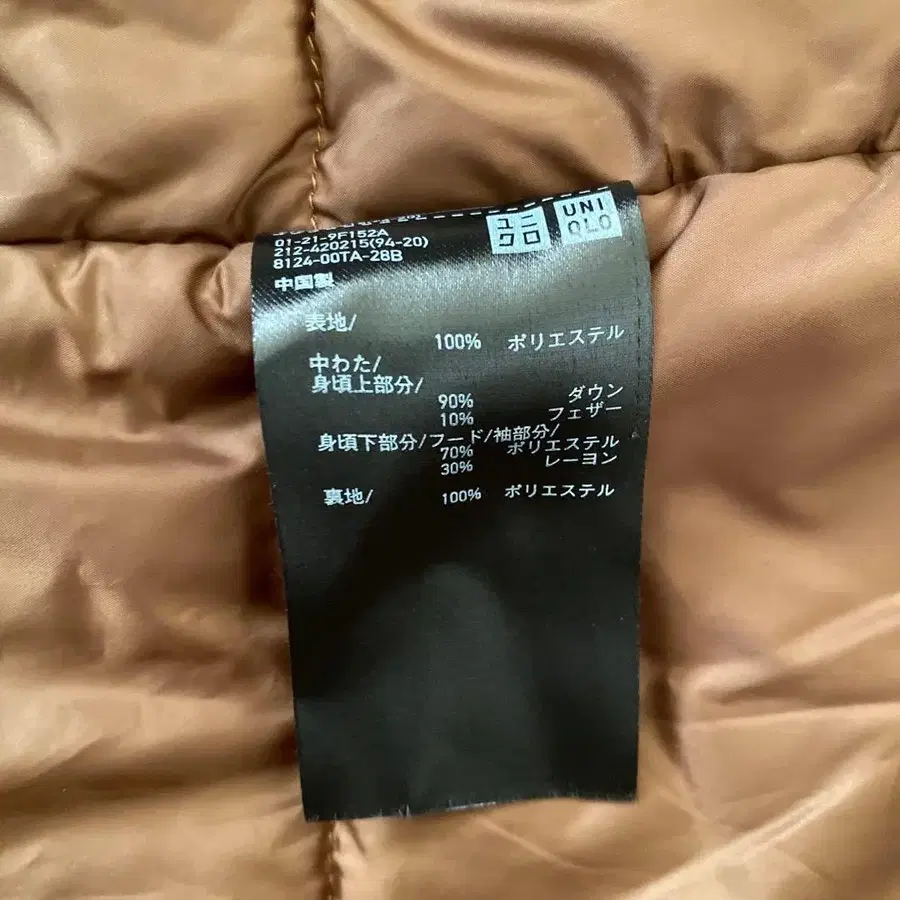 ユニ
クロ
UNI
QLO
01-21-9F152A
212-420215(94-20)
8124-00TA-28B
中国製
表地/
100% ポリエステル
中わた/
身頃上部分/
90% ダウン
10% フェザー
身頃下部分/フード/袖部分/
70% ポリエステル
30% レーヨン
裏地/ 100% ポリエステル